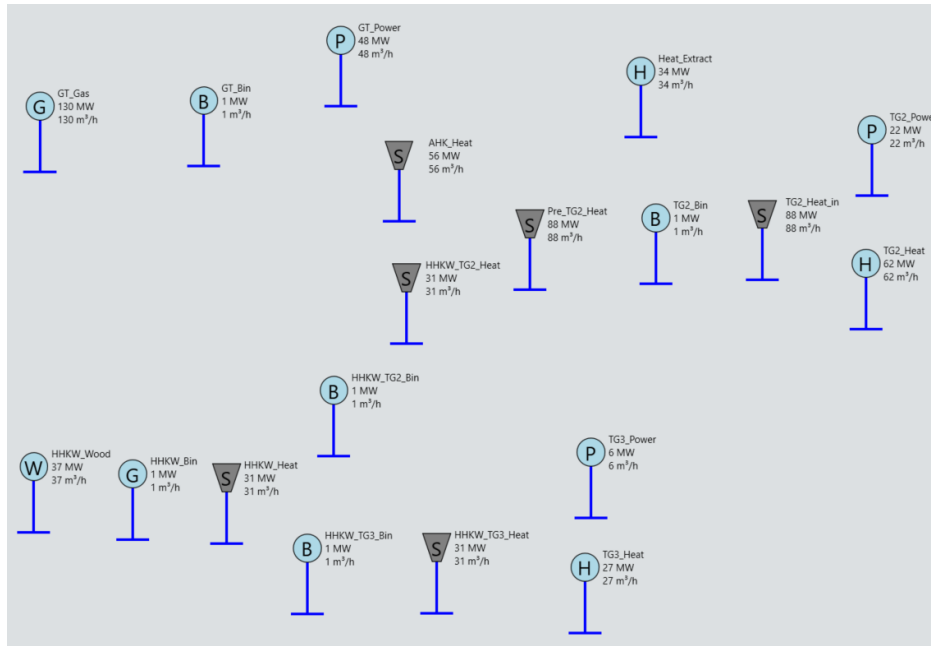 P
GT_Power
48 MW
48 m³/h
G
GT_Gas
130 MW
130 m³/h
B
GT_Bin
1 MW
1 m³/h
H
Heat_Extract
34 MW
34 m³/h
P
TG2_Powe
22 MW
22 m³/h
S
AHK_Heat
56 MW
56 m³/h
S
Pre_TG2_Heat
88 MW
88 m³/h
B
TG2_Bin
1 MW
1 m³/h
S
TG2_Heat_in
88 MW
88 m³/h
H
TG2_Heat
62 MW
62 m³/h
S
HHKW_TG2_Heat
31 MW
31 m³/h
B
HHKW_TG2_Bin
1 MW
1 m³/h
W
HHKW_Wood
37 MW
37 m³/h
G
HHKW_Bin
1 MW
1 m³/h
S
HHKW_Heat
31 MW
31 m³/h
P
TG3_Power
6 MW
6 m³/h
B
HHKW_TG3_Bin
1 MW
1 m³/h
S
HHKW_TG3_Heat
31 MW
31 m³/h
H
TG3_Heat
27 MW
27 m³/h